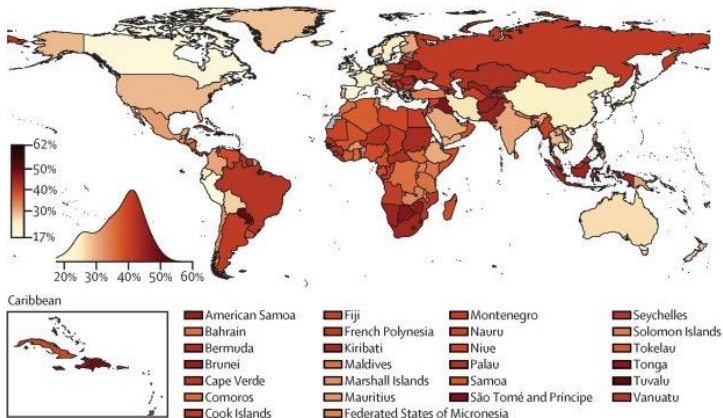 62%
40%
30%
17%
20% 30% 40% 50% 60%
Caribbean
American Samoa
Bahrain
Bermuda
Brunei
Cape Verde
Comoros
Cook Islands
Fiji
French Polynesia
Kiribati
Maldives
Marshall Islands
Mauritius
Federated States of Micronesia
Montenegro
Nauru
Niue
Palau
Samoa
São Tomé and Príncipe
Seychelles
Solomon Islands
Tokelau
Tonga
Tuvalu
Vanuatu